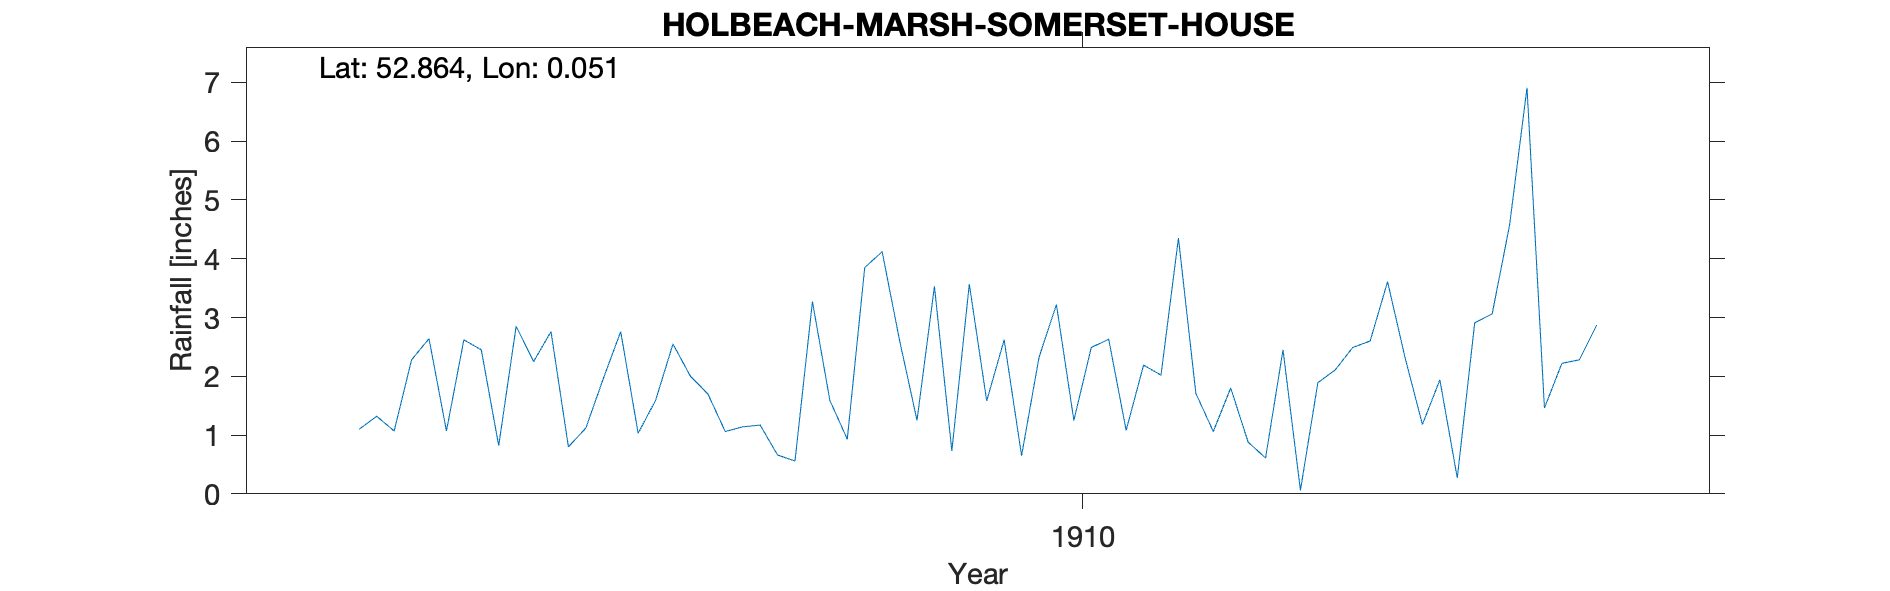 HOLBEACH-MARSH-SOMERSET-HOUSE
Lat: 52.864, Lon: 0.051
7
6
5
4
3
2
1
0
Rainfall [inches]
1910
Year